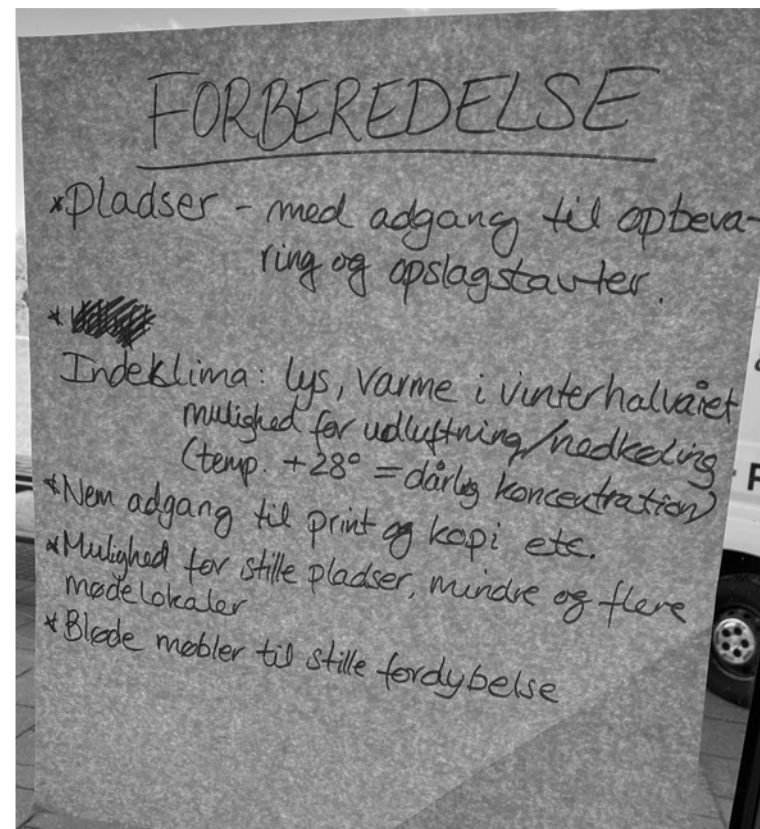 FORBEREDELSE
*Pladser - med adgang til opbeva-
ring og opslagstavler.
*
Indeklima: lys, varme i vinterhalvåret
mulighed for udluftning/nedkøling
(temp. +28° = dårlig koncentration)
*Nem adgang til print og kopi etc.
*Mulighed for stille pladser, mindre og flere
mødelokaler
*Bløde møbler til stille fordybelse